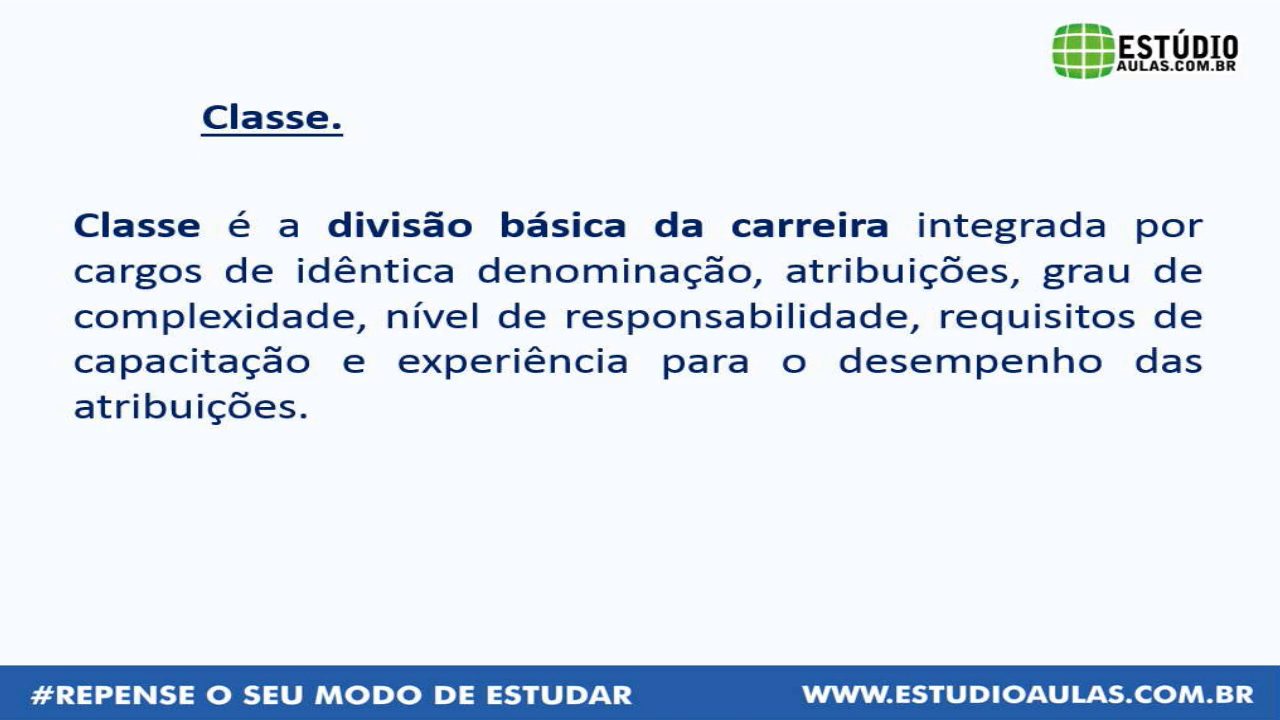 ESTÚDIO
AULAS.COM.BR
Classe.
Classe é a divisão básica da carreira integrada por
cargos de idêntica denominação, atribuições, grau de
complexidade, nível de responsabilidade, requisitos de
capacitação e experiência para o desempenho das
atribuições.
#REPENSE O SEU MODO DE ESTUDAR
WWW.ESTUDIOAULAS.COM.BR